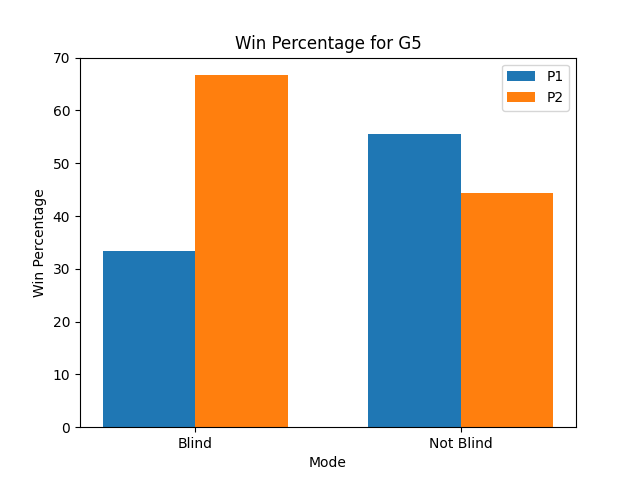 Win Percentage for G5
P1
P2
Win Percentage
70
60
50
40
30
20
10
0
Blind
Not Blind
Mode